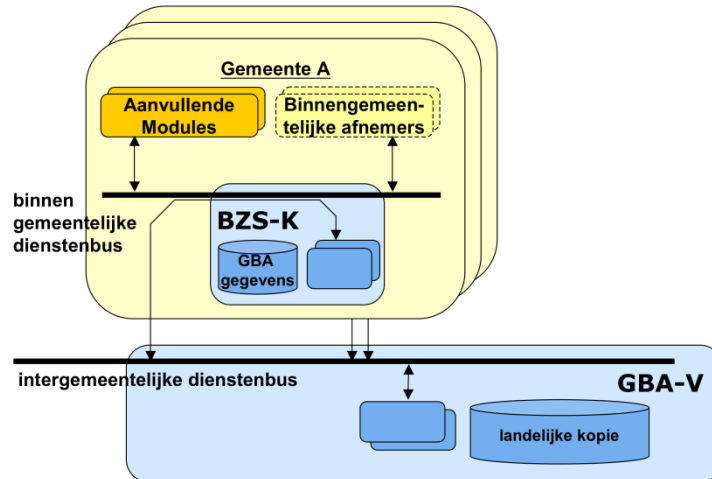 Gemeente A
Aanvullende
Modules
Binnengemeen-
telijke afnemers
binnen
gemeentelijke
dienstenbus
BZS-K
GBA
gegevens
intergemeentelijke dienstenbus
GBA-V
landelijke kopie